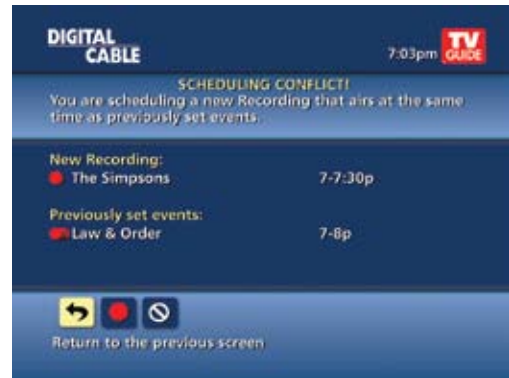 DIGITAL
CABLE
7:03pm
TV
GUIDE
SCHEDULING CONFLICT!
You are scheduling a new Recording that airs at the same
time as previously set events.
New Recording:
The Simpsons 7-7:30p
Previously set events:
Law & Order 7-8p
Return to the previous screen